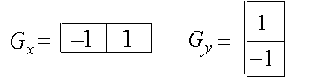 Gx = -1 1
Gy = 1
-1